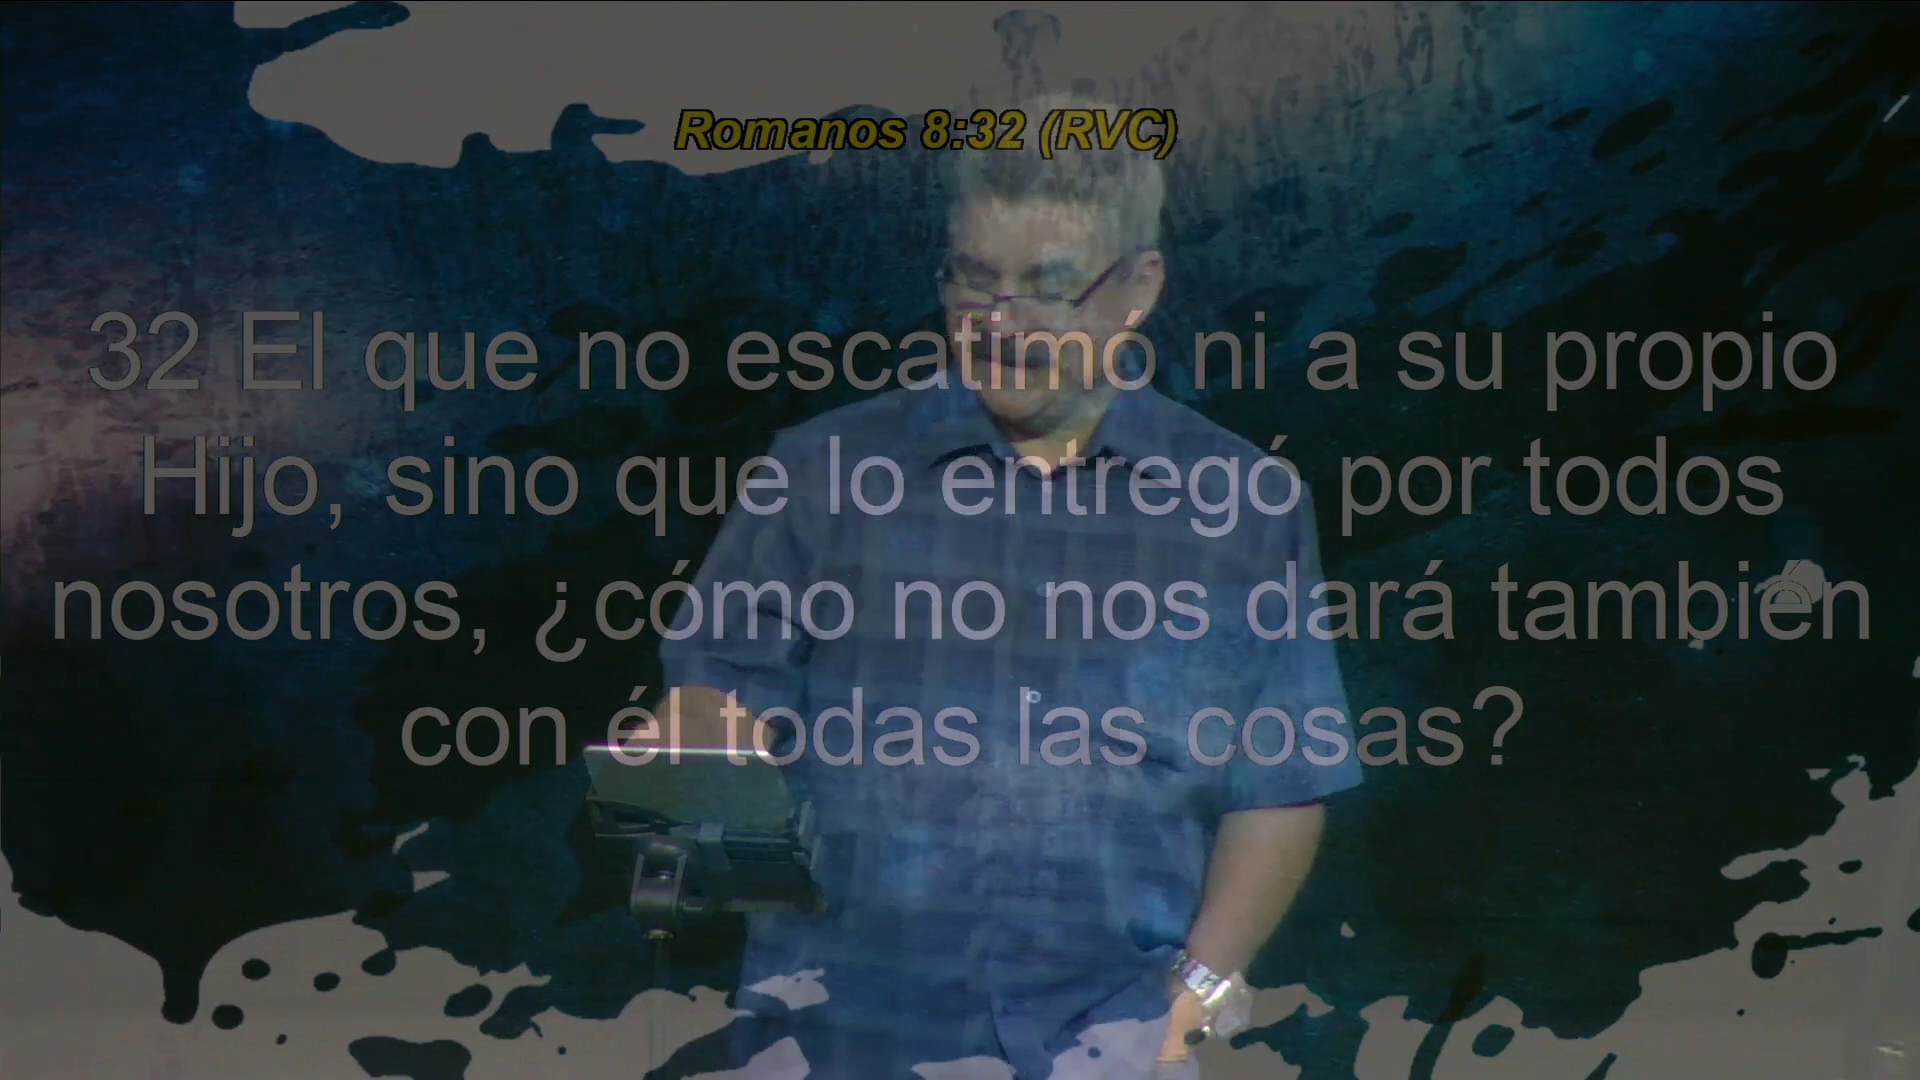 Romanos 8:32 (RVC)
32 El que no escatimó ni a su propio
Hijo, sino que lo entregó por todos
nosotros, ¿cómo no nos dará también
con él todas las cosas?